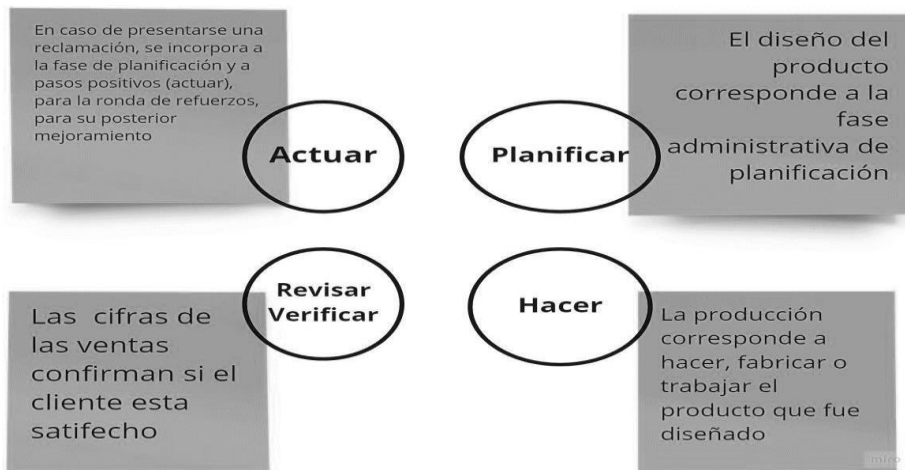 En caso de presentarse una
reclamación, se incorpora a
la fase de planificación y a
pasos positivos (actuar),
para la ronda de refuerzos,
para su posterior
mejoramiento
Actuar
Planificar
El diseño del
producto
corresponde a la
fase
administrativa de
planificación
Las cifras de
las ventas
confirman si el
cliente esta
satifecho
Revisar
Verificar
Hacer
La producción
corresponde a
hacer, fabricar o
trabajar el
producto que fue
diseñado
miro